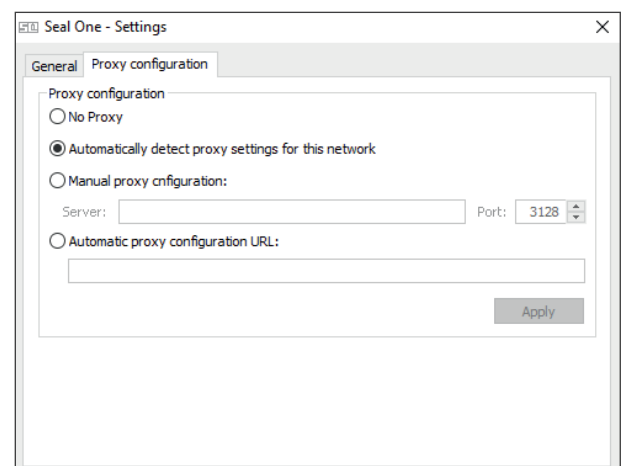 Seal One - Settings
General Proxy configuration
Proxy configuration
No Proxy
Automatically detect proxy settings for this network
Manual proxy cnfiguration:
Server: Port: 3128
Automatic proxy configuration URL:
Apply